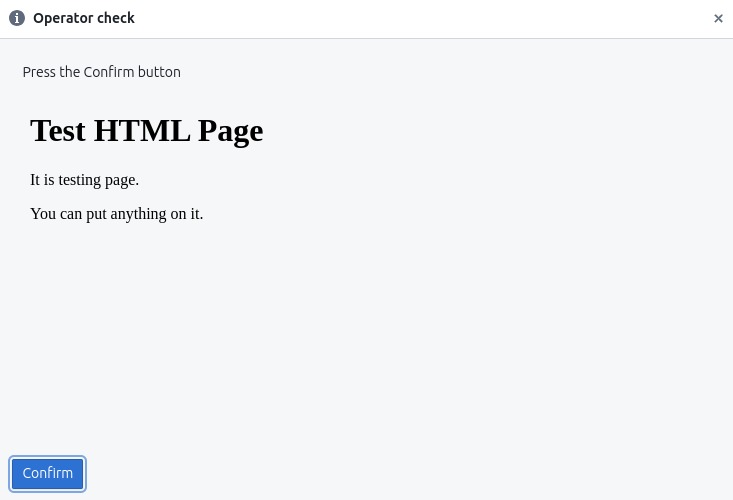 Operator check
Press the Confirm button
Test HTML Page
It is testing page.
You can put anything on it.
Confirm